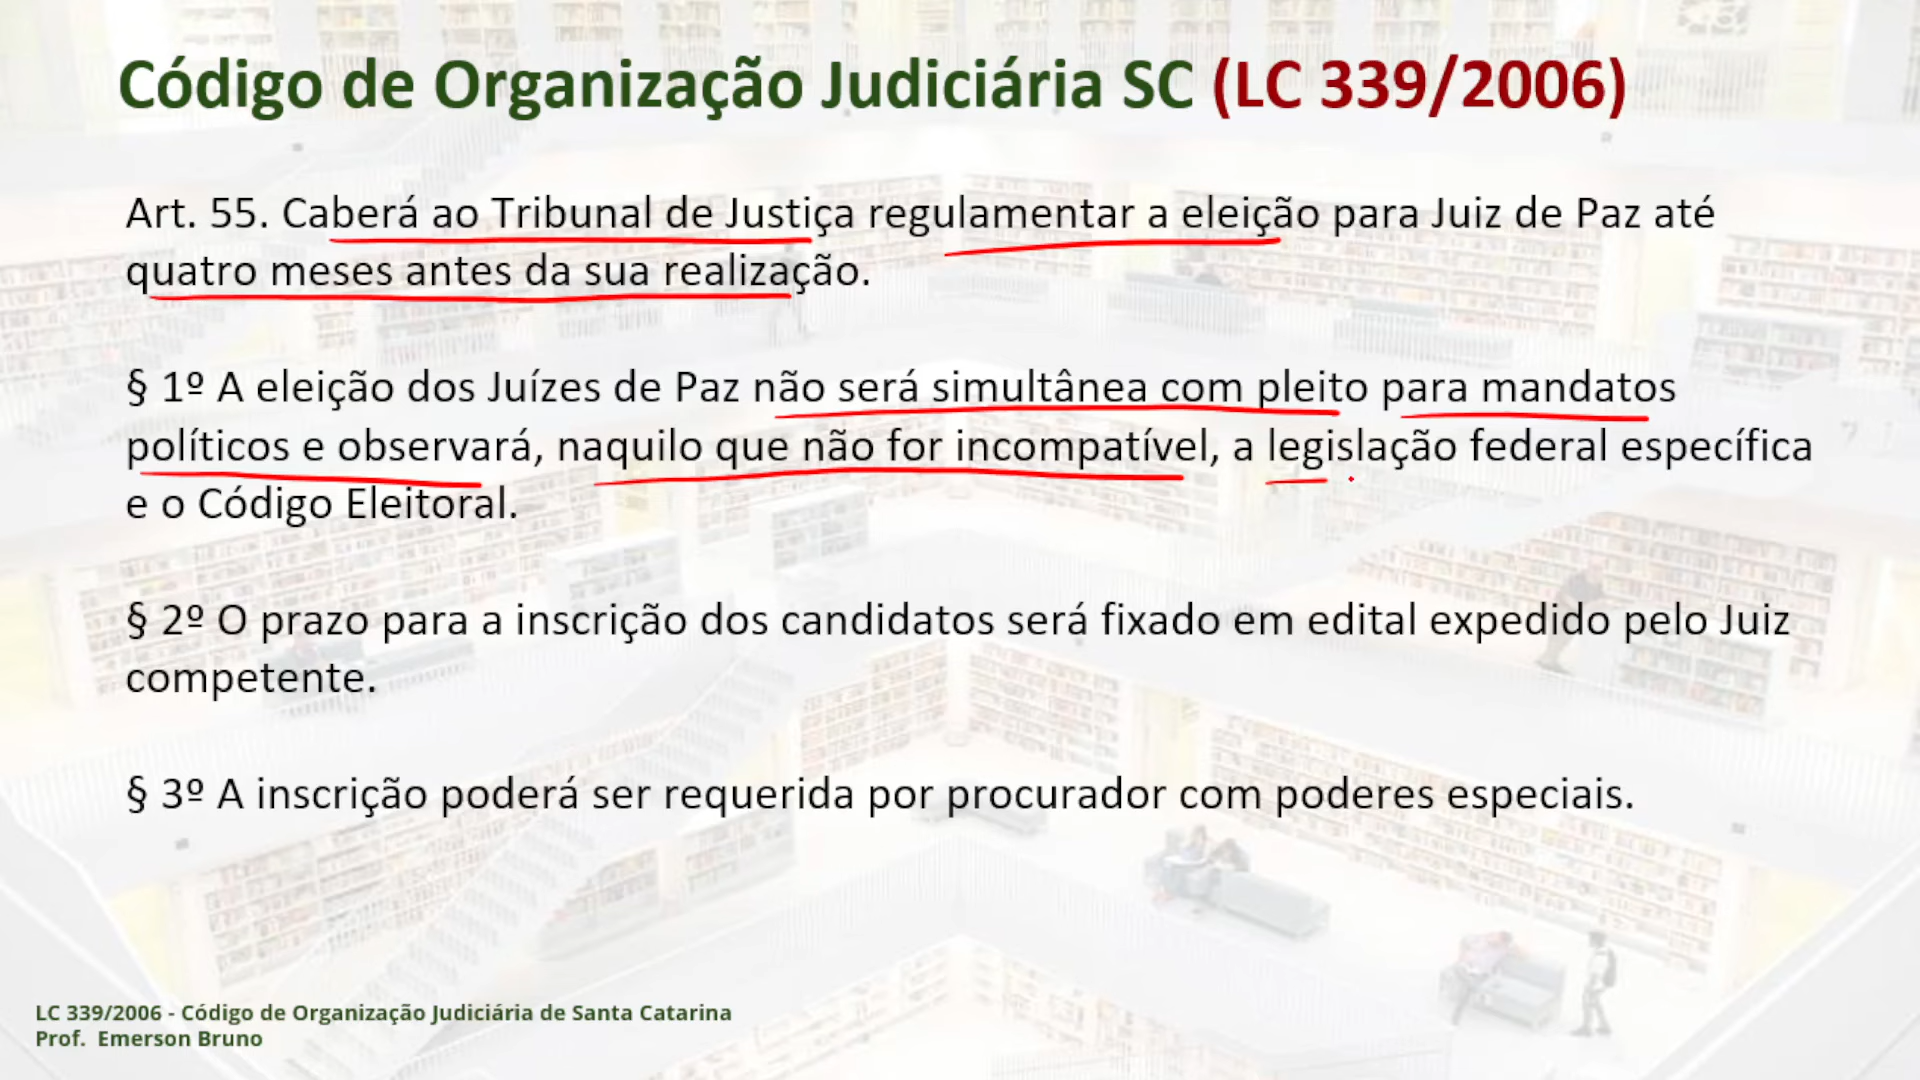 Código de Organização Judiciária SC (LC 339/2006)
Art. 55. Caberá ao Tribunal de Justiça regulamentar a eleição para Juiz de Paz até
quatro meses antes da sua realização.
§ 1º A eleição dos Juízes de Paz não será simultânea com pleito para mandatos
políticos e observará, naquilo que não for incompatível, a legislação federal específica
e o Código Eleitoral.
§ 2º O prazo para a inscrição dos candidatos será fixado em edital expedido pelo Juiz
competente.
§ 3º A inscrição poderá ser requerida por procurador com poderes especiais.
LC 339/2006 - Código de Organização Judiciária de Santa Catarina
Prof. Emerson Bruno